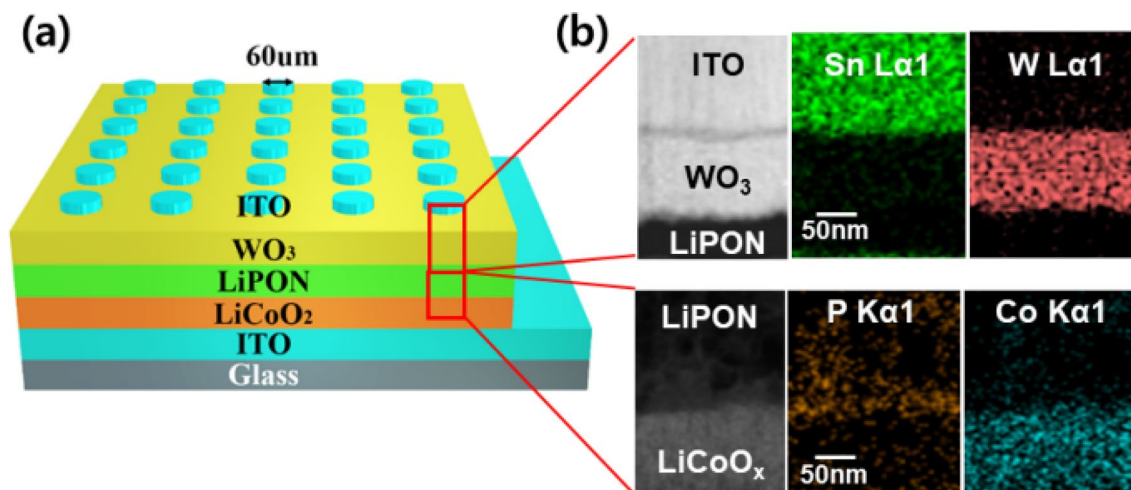 (a)
60um
ITO
WO3
LiPON
LiCoO2
ITO
Glass
(b)
ITO
WO3
LiPON
Sn Lα1
50nm
W Lα1
LiPON
LiCoOx
P Kα1
50nm
Co Kα1